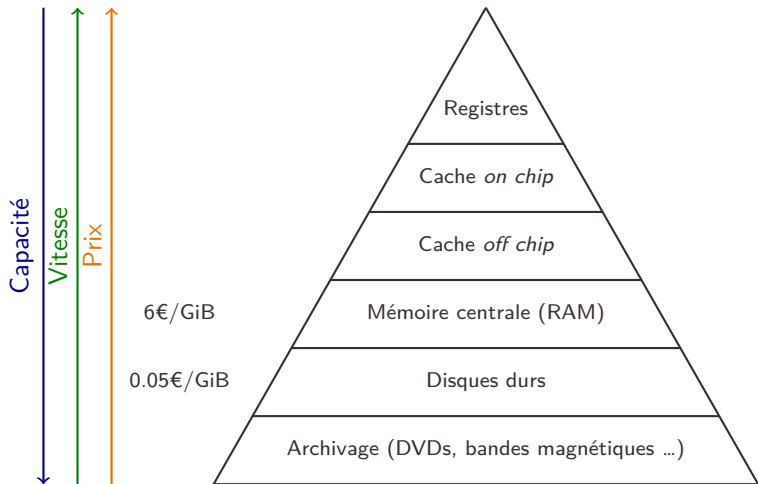 Capacité
Vitesse
Prix
Registres
Cache on chip
Cache off chip
6€/GiB
Mémoire centrale (RAM)
0.05€/GiB
Disques durs
Archivage (DVDs, bandes magnétiques …)